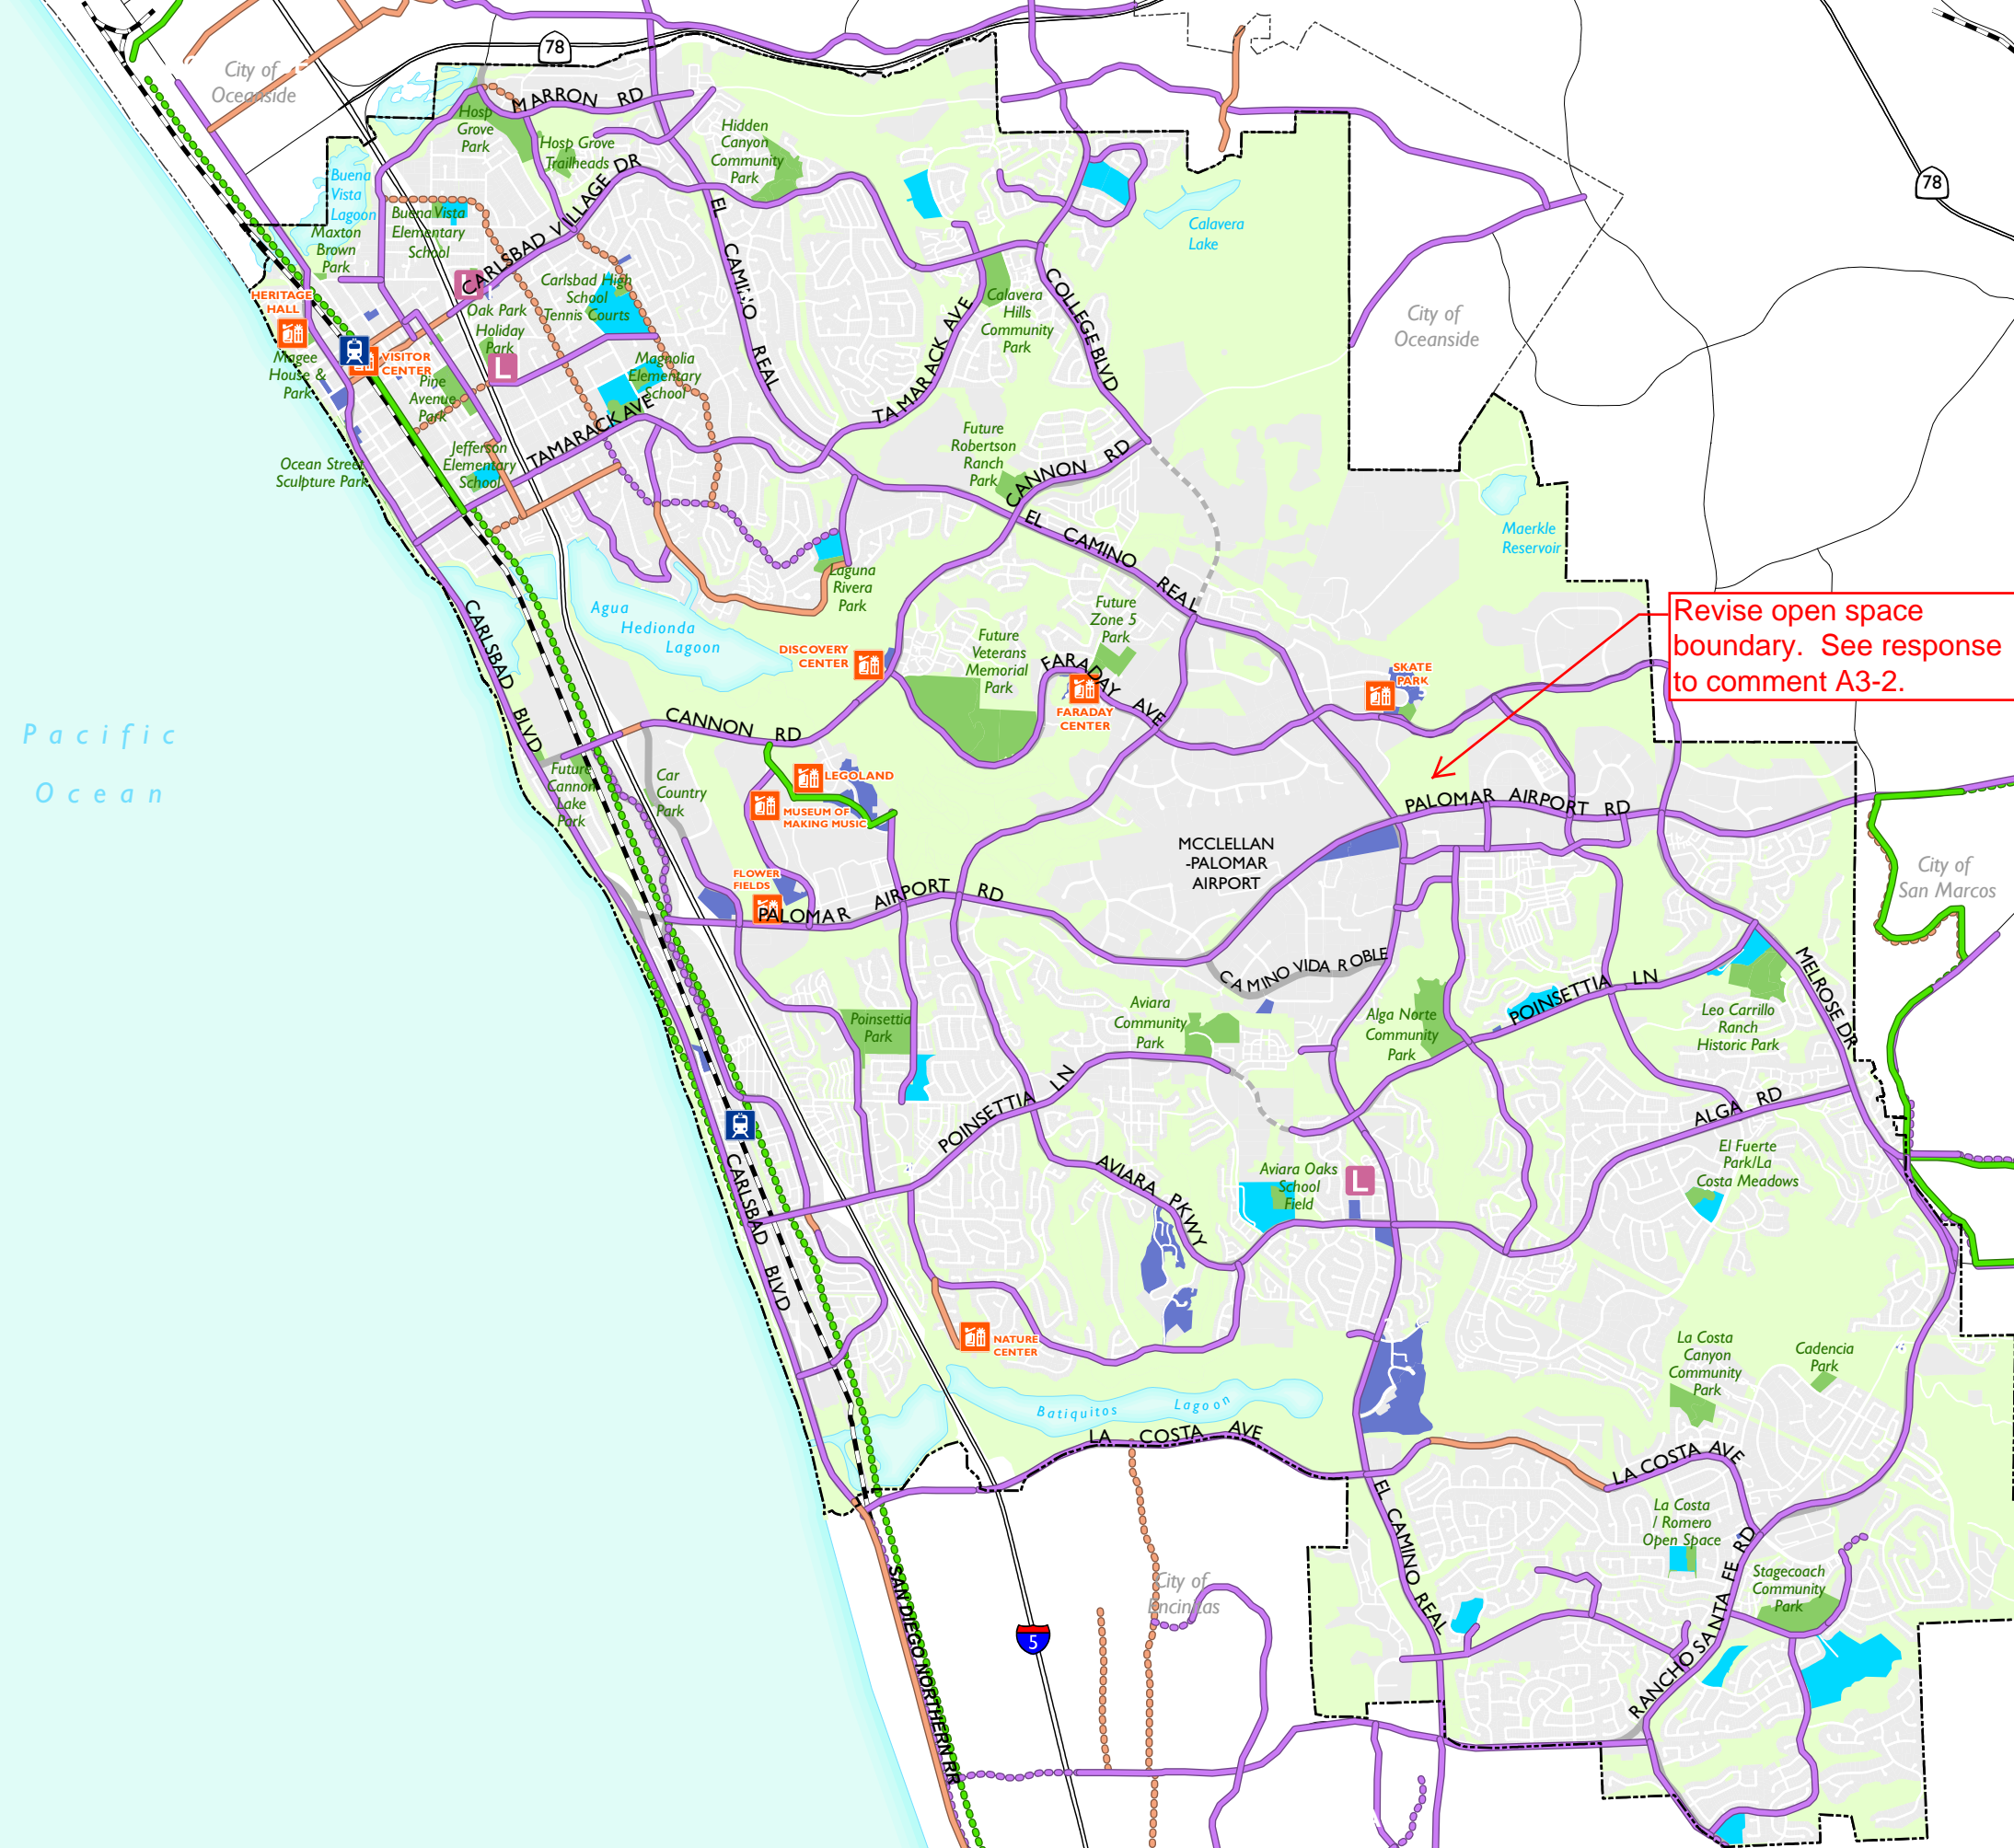 78
City of
Oceanside
MARRON RD
Hosp
Grove
Park
Hosp Grove
Trailheads
Hidden
Canyon
Community
Park
78
Buena
Vista
Lagoon
Maxton
Brown
Park
Buena Vista
Elementary
School
CARLSBAD VILLAGE DR
EL CAMINO REAL
Calavera
Lake
HERITAGE
HALL
L
Oak Park
Holiday
Park
Carlsbad High
School
Tennis Courts
COLLEGE BLVD
Calavera
Hills
Community
Park
City of
Oceanside
Magee
House &
Park
VISITOR
CENTER
L
Pine
Avenue
Park
Magnolia
Elementary
School
TAMARACK AVE
TAMARACK AVE
Ocean Street
Sculpture Park
Jefferson
Elementary
School
Future
Robertson
Ranch
Park
CANNON RD
EL CAMINO REAL
Maerkle
Reservoir
Laguna
Rivera
Park
Agua
Hedionda
Lagoon
CARLSBAD BLVD
Future
Zone 5
Park
Revise open space
boundary. See response
to comment A3-2.
DISCOVERY
CENTER
Future
Veterans
Memorial
Park
FARADAY AVE
FARADAY
CENTER
SKATE
PARK
Pacific
Ocean
CANNON RD
Future
Cannon
Lake
Park
Car
Country
Park
LEGOLAND
MUSEUM OF
MAKING MUSIC
PALOMAR AIRPORT RD
MCCLELLAN
-PALOMAR
AIRPORT
City of
San Marcos
FLOWER
FIELDS
PALOMAR AIRPORT RD
CAMINO VIDA ROBLE
POINSETTIA LN
MELROSE DR
Poinsettia
Park
Aviara
Community
Park
Alga Norte
Community
Park
Leo Carrillo
Ranch
Historic Park
POINSETTIA LN
ALGA RD
El Fuerte
Park/La
Costa Meadows
CARLSBAD BLVD
AVIARA PKWY
Aviara Oaks
School
Field
L
NATURE
CENTER
La Costa
Canyon
Community
Park
Cadencia
Park
Batiquitos Lagoon
LA COSTA AVE
LA COSTA AVE
EL CAMINO REAL
La Costa
/ Romero
Open Space
Stagecoach
Community
Park
RANCHO SANTA FE RD
City of
Encinitas
SAN DIEGO NORTHERN RR
5